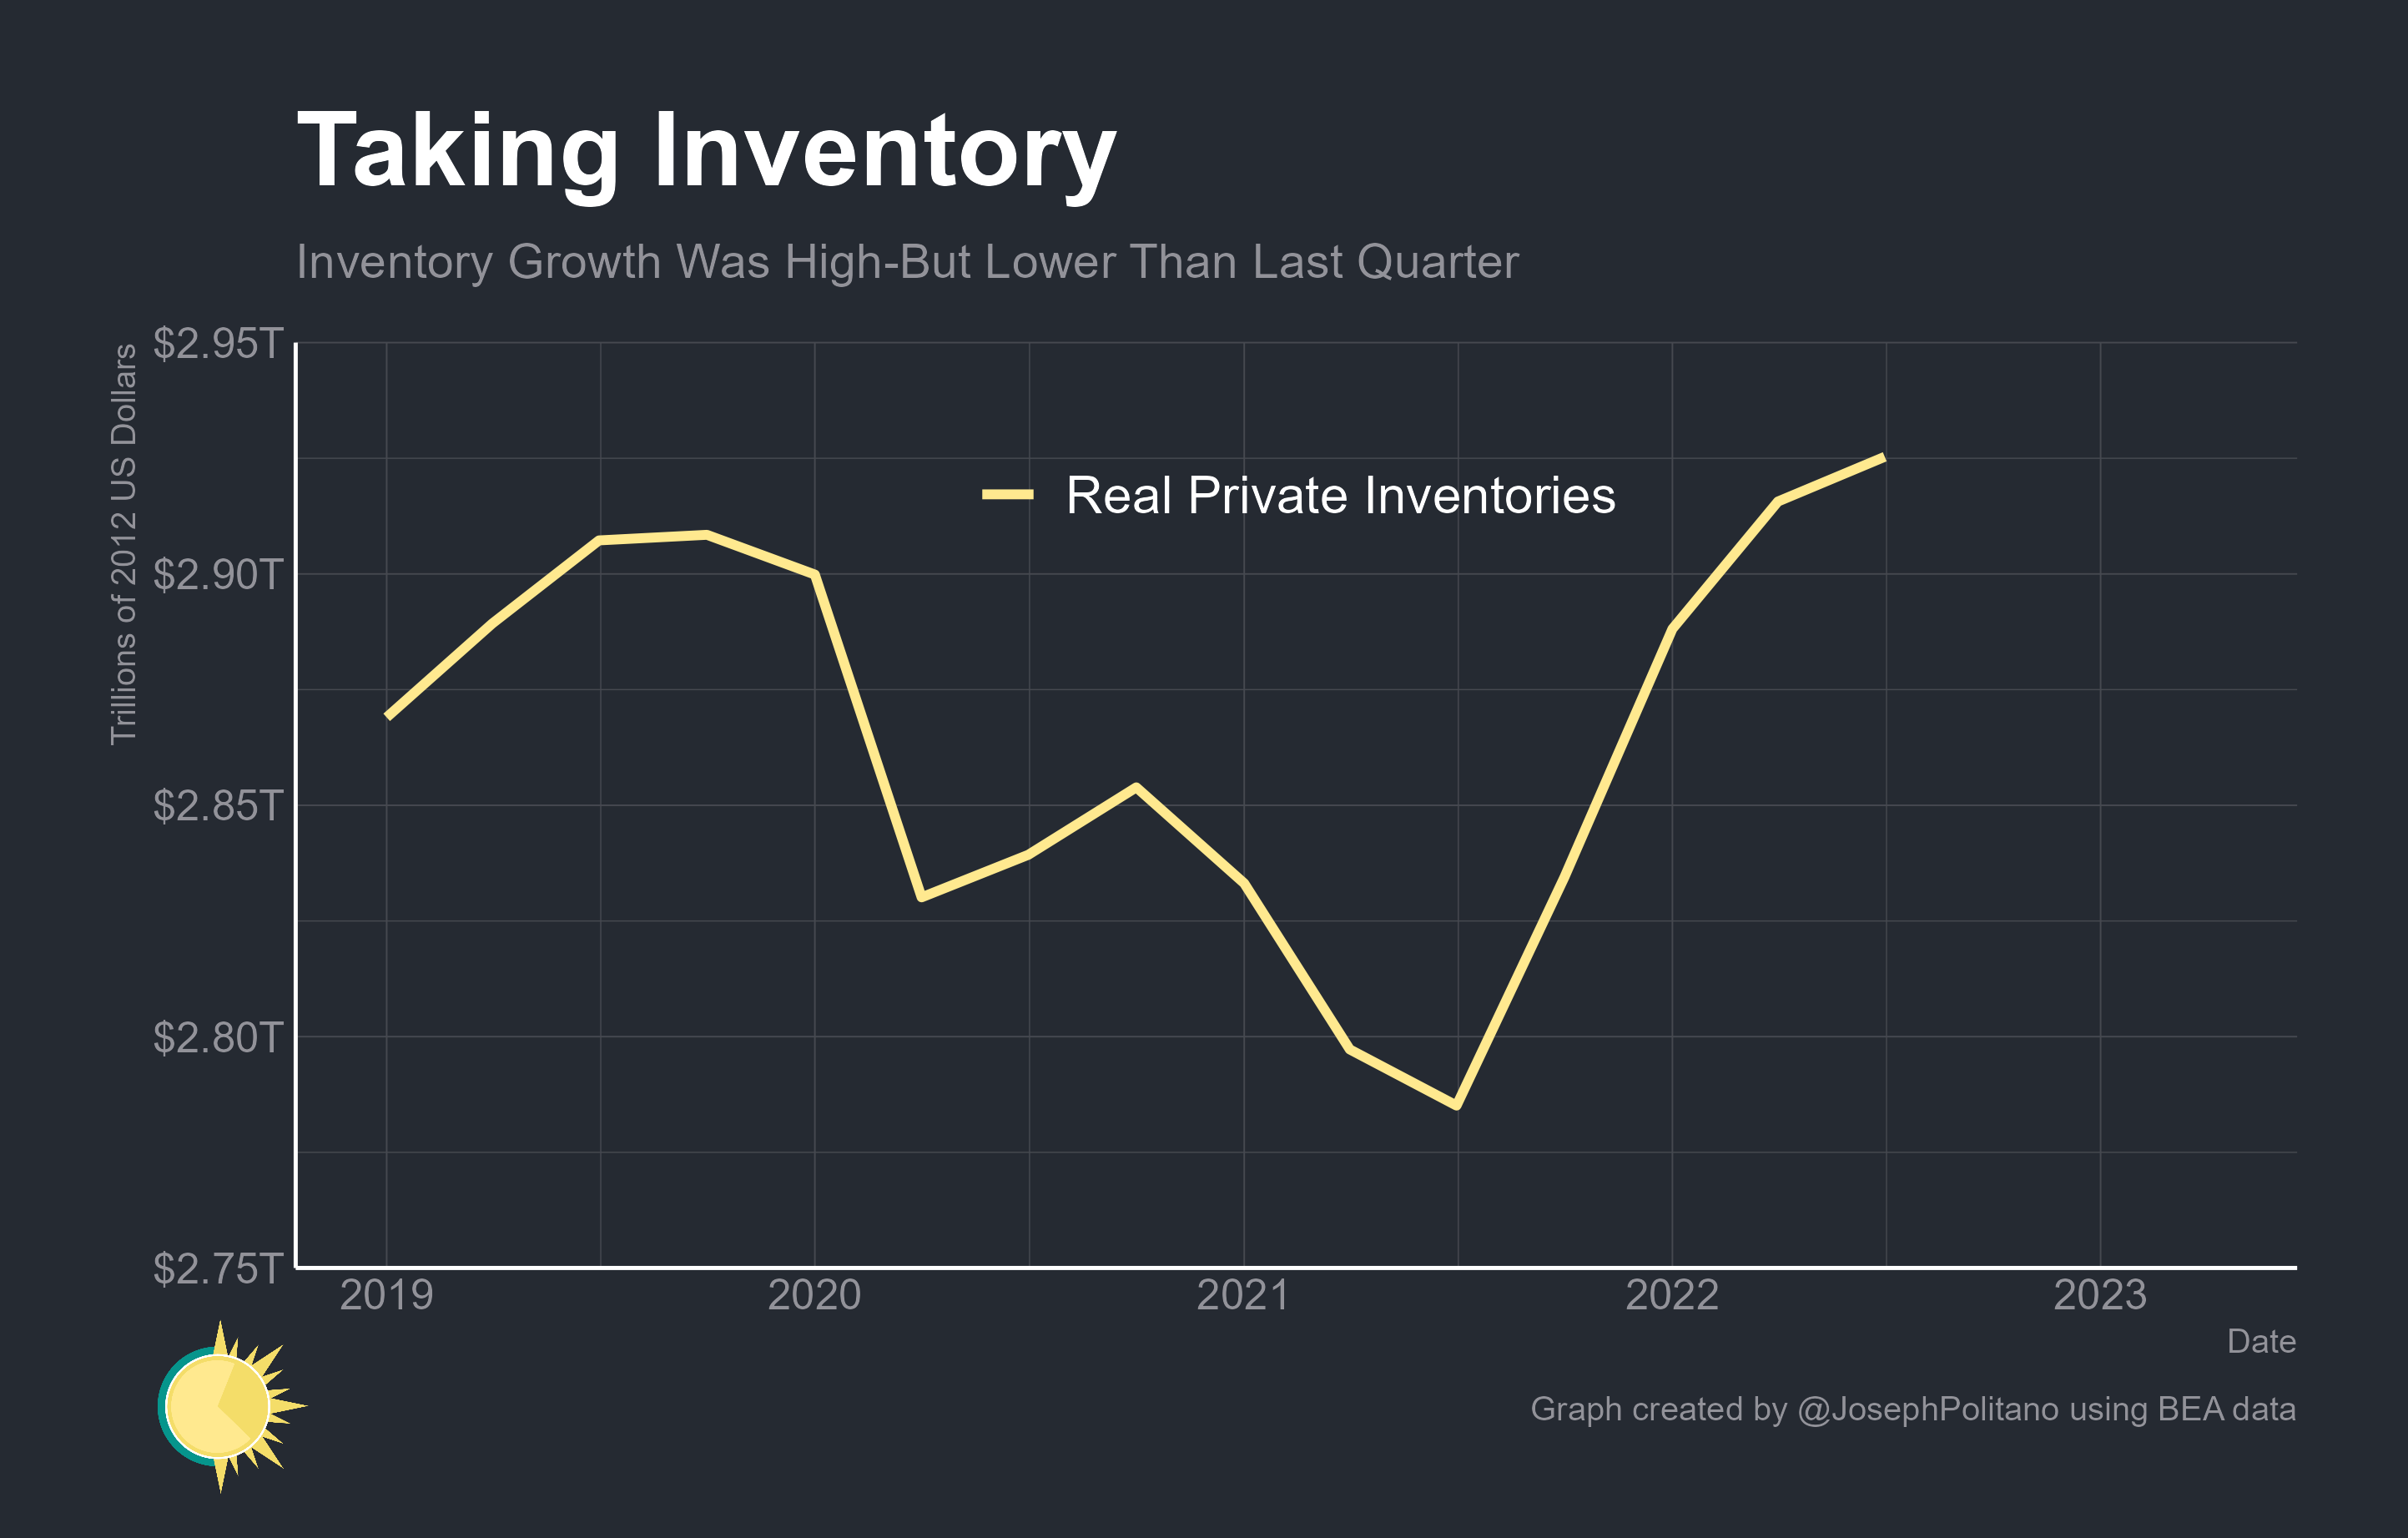 Taking Inventory
Inventory Growth Was High-But Lower Than Last Quarter
Trillions of 2012 US Dollars
$2.95T
$2.90T
$2.85T
$2.80T
$2.75T
Real Private Inventories
2019 2020 2021 2022 2023
Date
Graph created by @JosephPolitano using BEA data